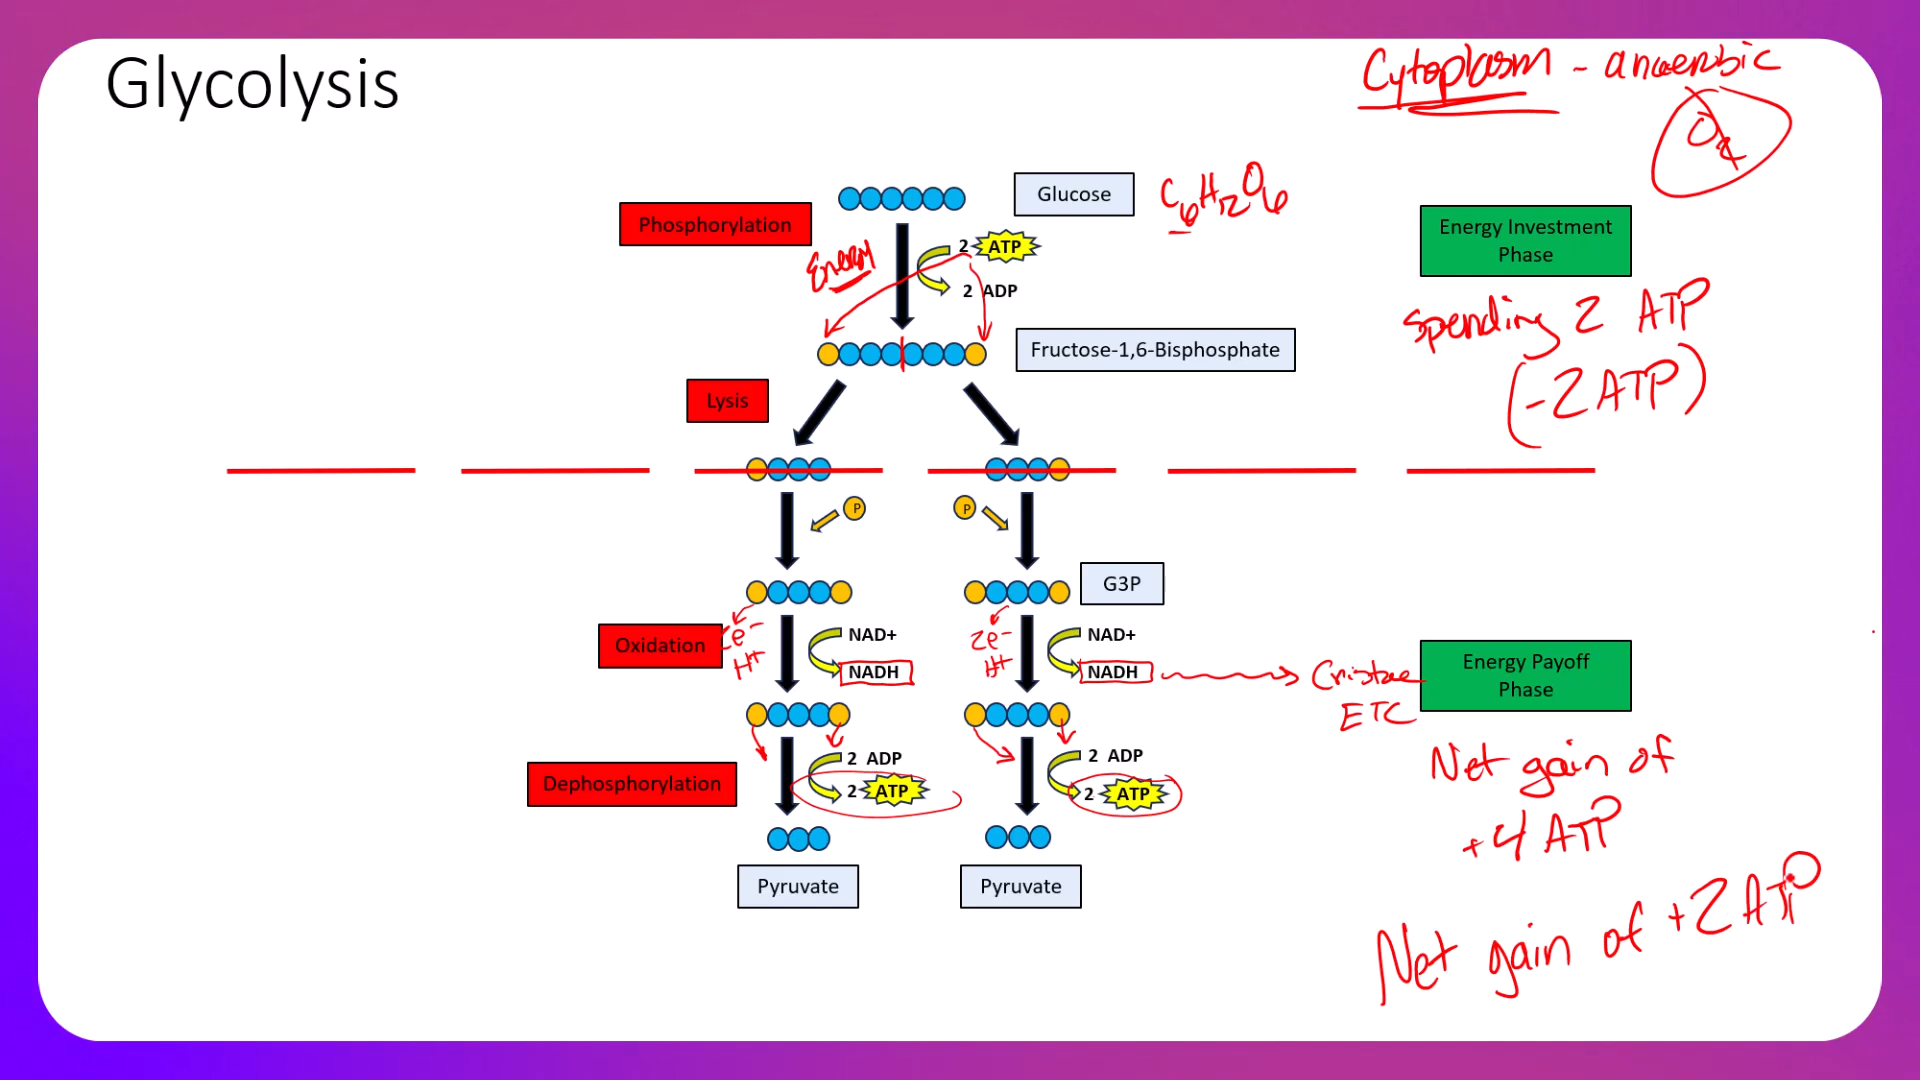 Glycolysis
Cytoplasm - anaerobic
O2
Glucose
C6H12O6
Phosphorylation
Energy Investment
Phase
Energy
2 ATP
2 ADP
spending 2 ATP
(-2 ATP)
Fructose-1,6-Bisphosphate
Lysis
P
P
G3P
Oxidation
2e-
H+
NAD+
NADH
2e-
H+
NAD+
NADH
Cristae
ETC
Energy Payoff
Phase
Dephosphorylation
2 ADP
2 ATP
2 ADP
2 ATP
Net gain of
+4 ATP
Pyruvate
Pyruvate
Net gain of +2 ATP